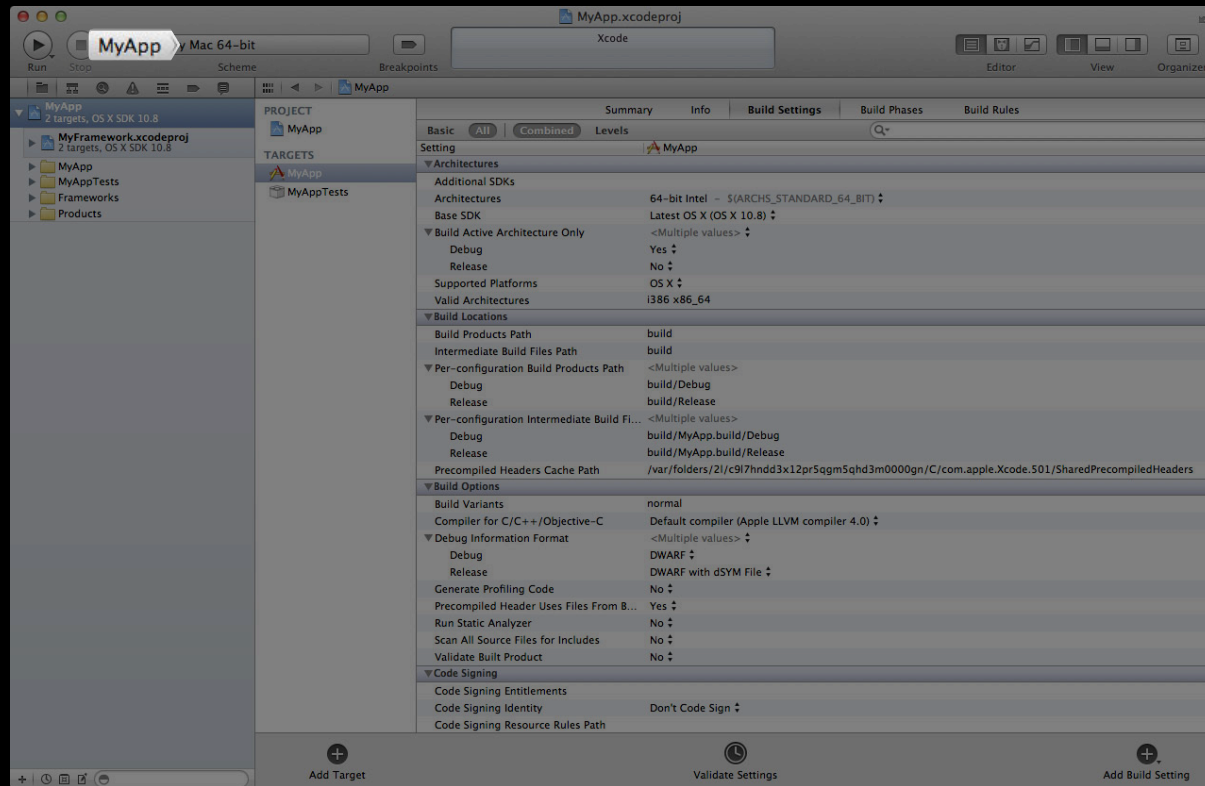 MyApp.xcodeproj
MyApp
My Mac 64-bit
Xcode
Run
Stop
Scheme
Breakpoints
Editor
View
Organizer
MyApp
MyApp
2 targets, OS X SDK 10.8
MyFramework.xcodeproj
2 targets, OS X SDK 10.8
MyApp
MyAppTests
Frameworks
Products
PROJECT
MyApp
TARGETS
MyApp
MyAppTests
Summary Info Build Settings Build Phases Build Rules
Basic All Combined Levels
Setting MyApp
Architectures
Additional SDKs
Architectures 64-bit Intel - $(ARCHS_STANDARD_64_BIT)
Base SDK Latest OS X (OS X 10.8)
Build Active Architecture Only <Multiple values>
Debug Yes
Release No
Supported Platforms OS X
Valid Architectures i386 x86_64
Build Locations
Build Products Path build
Intermediate Build Files Path build
Per-configuration Build Products Path <Multiple values>
Debug build/Debug
Release build/Release
Per-configuration Intermediate Build Fi... <Multiple values>
Debug build/MyApp.build/Debug
Release build/MyApp.build/Release
Precompiled Headers Cache Path /var/folders/2l/c9l7hndd3x12pr5qgm5qhd3m0000gn/C/com.apple.Xcode.501/SharedPrecompiledHeaders
Build Options
Build Variants normal
Compiler for C/C++/Objective-C Default compiler (Apple LLVM compiler 4.0)
Debug Information Format <Multiple values>
Debug DWARF
Release DWARF with dSYM File
Generate Profiling Code No
Precompiled Header Uses Files From B... Yes
Run Static Analyzer No
Scan All Source Files for Includes No
Validate Built Product No
Code Signing
Code Signing Entitlements
Code Signing Identity Don't Code Sign
Code Signing Resource Rules Path
Add Target
Validate Settings
Add Build Setting